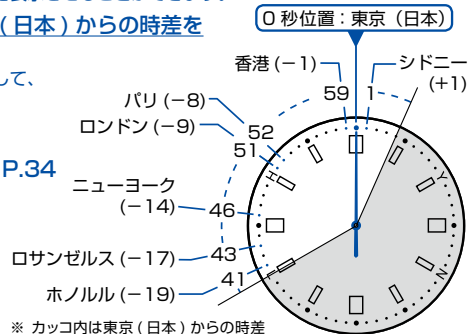 (日本)からの時差を
して、
P.34
0 秒位置：東京（日本）
香港 (−1)
シドニー
(+1)
59
1
パリ (−8)
52
ロンドン (−9)
51
ニューヨーク
(−14)
46
ロサンゼルス (−17)
43
ホノルル (−19)
41
H
Y
N
※ カッコ内は東京 ( 日本 ) からの時差